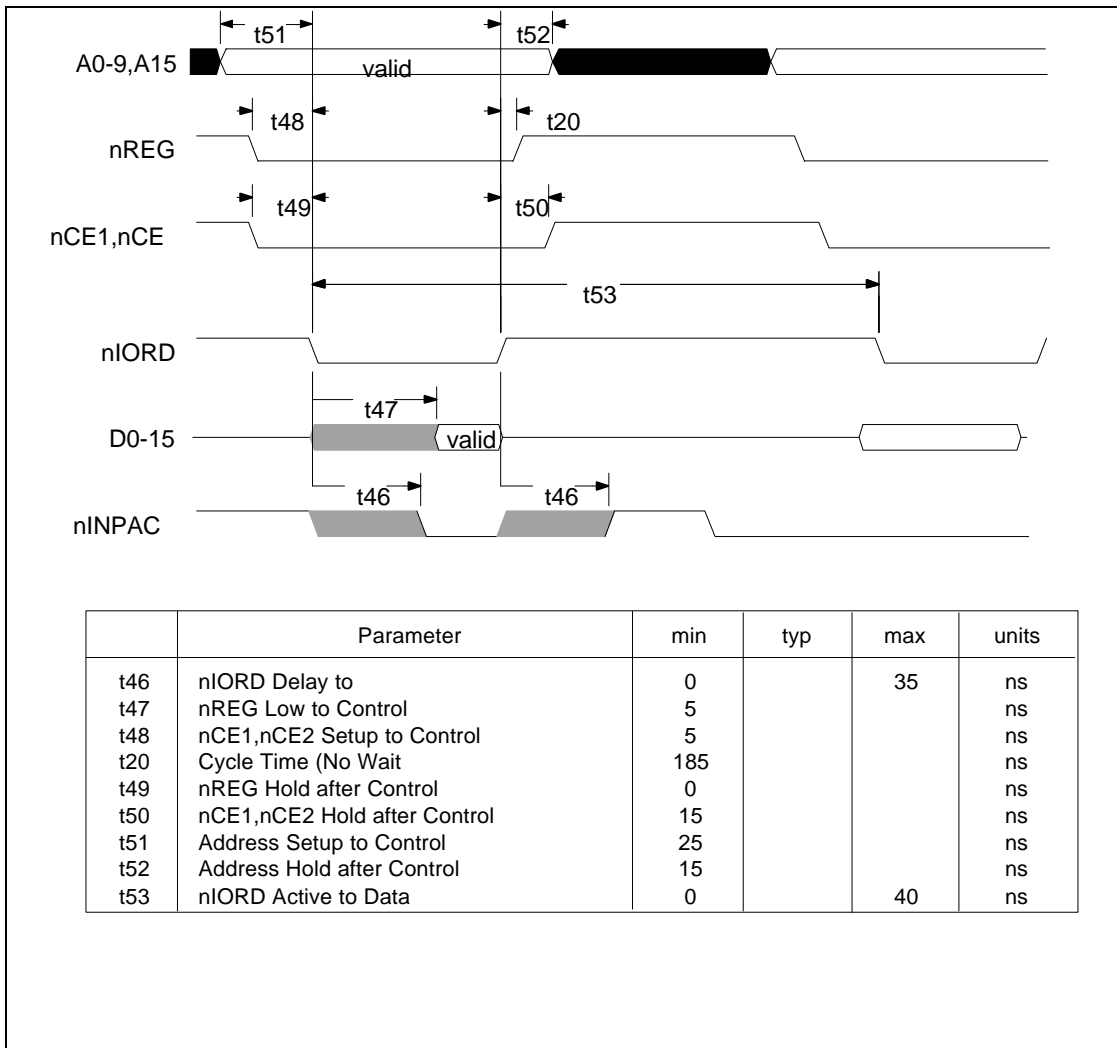 t51 t52
A0-9,A15 valid
t48 t20
nREG
t49 t50
nCE1,nCE
t53
nIORD
t47
D0-15 valid
t46 t46
nINPAC
Parameter min typ max units
t46 nIORD Delay to 0 35 ns
t47 nREG Low to Control 5 ns
t48 nCE1,nCE2 Setup to Control 5 ns
t20 Cycle Time (No Wait 185 ns
t49 nREG Hold after Control 0 ns
t50 nCE1,nCE2 Hold after Control 15 ns
t51 Address Setup to Control 25 ns
t52 Address Hold after Control 15 ns
t53 nIORD Active to Data 0 40 ns